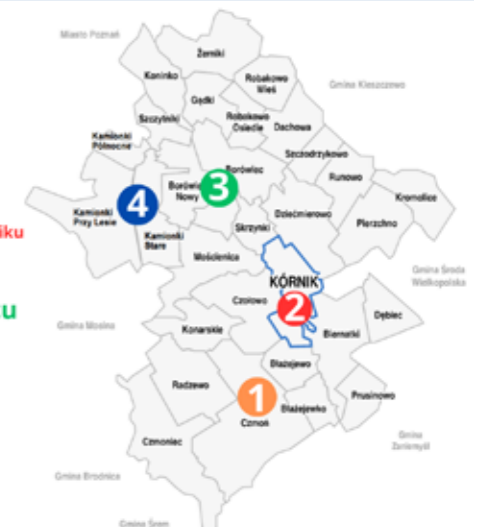 Miasto Poznań
Żerniki
Koninko
Robakowo
Wieś
Gmina Kleszczewo
Gądki
Szczytniki
Robakowo
Osiedle
Dachowa
Kamionki
Północne
Szczodrzykowo
Borówiec
Runowo
3
Borówiec
Nowy
4
Kromolice
Kamionki
Przy Lesie
Dziećmierowo
Pierzchno
iku
Skrzynki
Kamionki
Stare
Mościenica
Gmina Środa
Wielkopolska
KÓRNIK
Czołowo
2
cu
Dębiec
Gmina Mosina
Konarskie
Biernatki
Błażejewo
Radzewo
1
Prusinowo
Błażejewko
Czmoń
Czmoniec
Gmina
Zaniemyśl
Gmina Brodnica
Gmina Śrem